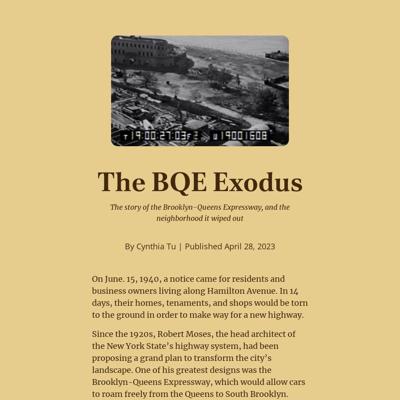 T19:00:27:03F2 U19001608
The BQE Exodus
The story of the Brooklyn-Queens Expressway, and the
neighborhood it wiped out
By Cynthia Tu | Published April 28, 2023
On June. 15, 1940, a notice came for residents and
business owners living along Hamilton Avenue. In 14
days, their homes, tenaments, and shops would be torn
to the ground in order to make way for a new highway.
Since the 1920s, Robert Moses, the head architect of
the New York State's highway system, had been
proposing a grand plan to transform the city's
landscape. One of his greatest designs was the
Brooklyn-Queens Expressway, which would allow cars
to roam freely from the Queens to South Brooklyn.